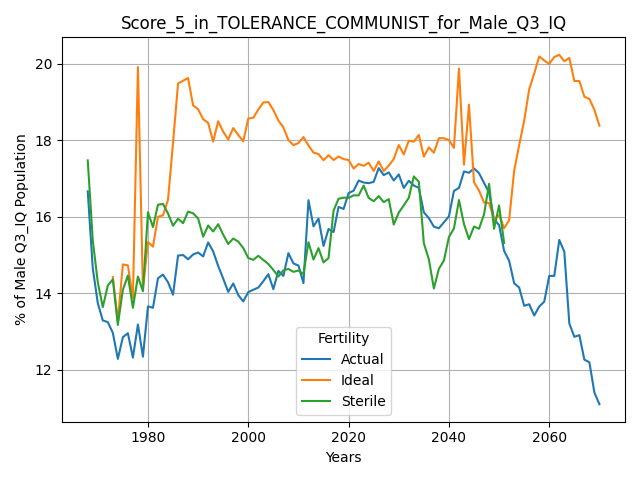 Score_5_in_TOLERANCE_COMMUNIST_for_Male_Q3_IQ
% of Male Q3_IQ Population
20
18
16
14
12
Fertility
Actual
Ideal
Sterile
1980
2000
2020
2040
2060
Years